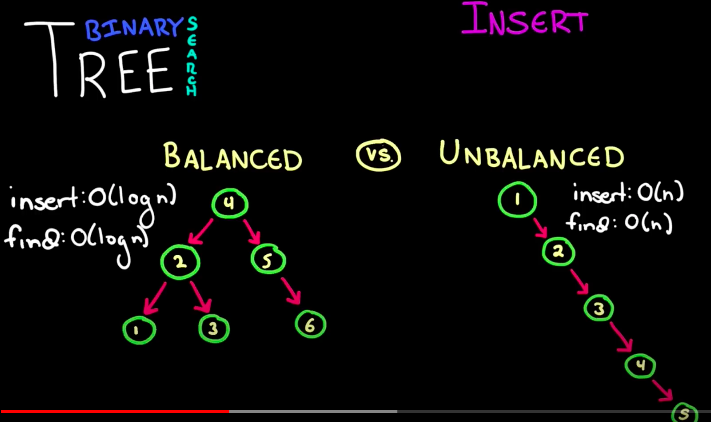 BINARY
SEARCH
TREE
INSERT
BALANCED vs. UNBALANCED
insert: O(log n)
find: O(log n)
4
2 5
1 3 6
insert: O(n)
find: O(n)
1
2
3
4
5